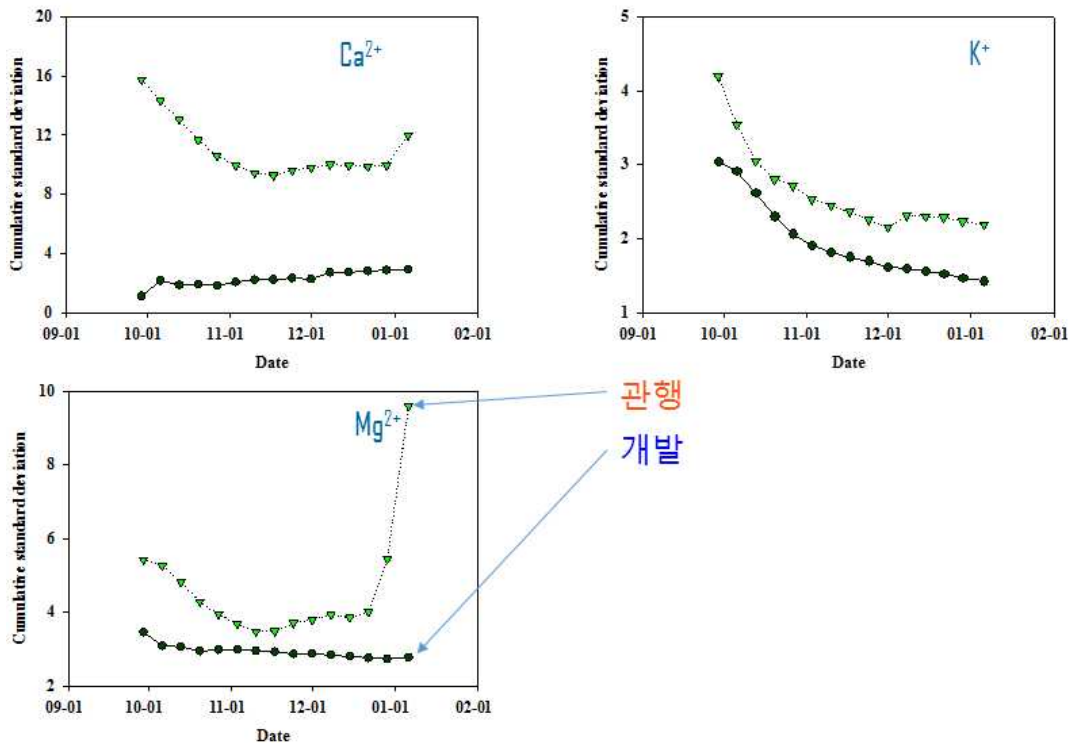 20
16
12
8
4
0
Cumulative standard deviation
Ca²⁺
09-01 10-01 11-01 12-01 01-01 02-01
Date
5
4
3
2
1
Cumulative standard deviation
K⁺
09-01 10-01 11-01 12-01 01-01 02-01
Date
10
8
6
4
2
Cumulative standard deviation
Mg²⁺
09-01 10-01 11-01 12-01 01-01 02-01
Date
관행
개발